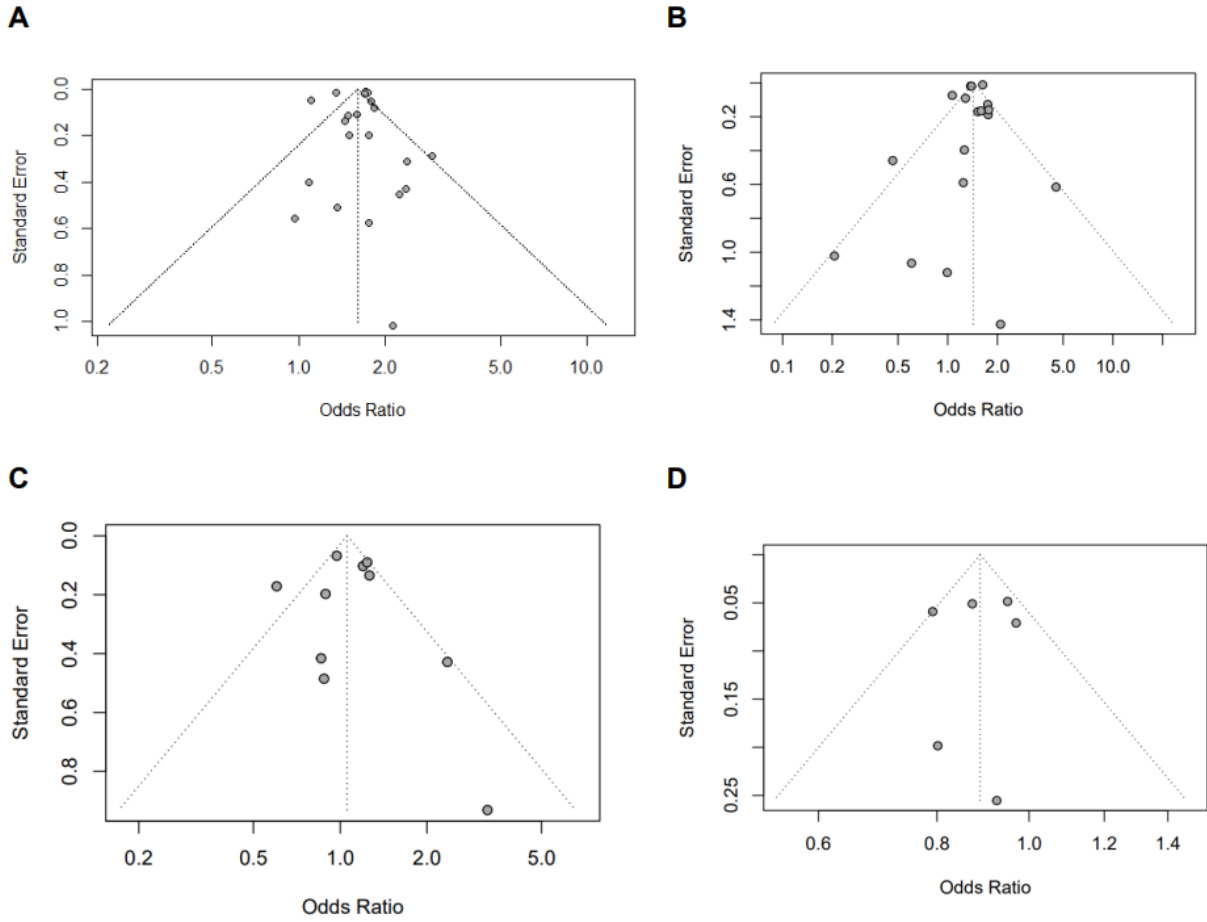 A
0.0
0.2
0.4
0.6
0.8
1.0
Standard Error
0.2 0.5 1.0 2.0 5.0 10.0
Odds Ratio
B
0.2
0.6
1.0
1.4
Standard Error
0.1 0.2 0.5 1.0 2.0 5.0 10.0
Odds Ratio
C
0.0
0.2
0.4
0.6
0.8
Standard Error
0.2 0.5 1.0 2.0 5.0
Odds Ratio
D
0.05
0.15
0.25
Standard Error
0.6 0.8 1.0 1.2 1.4
Odds Ratio